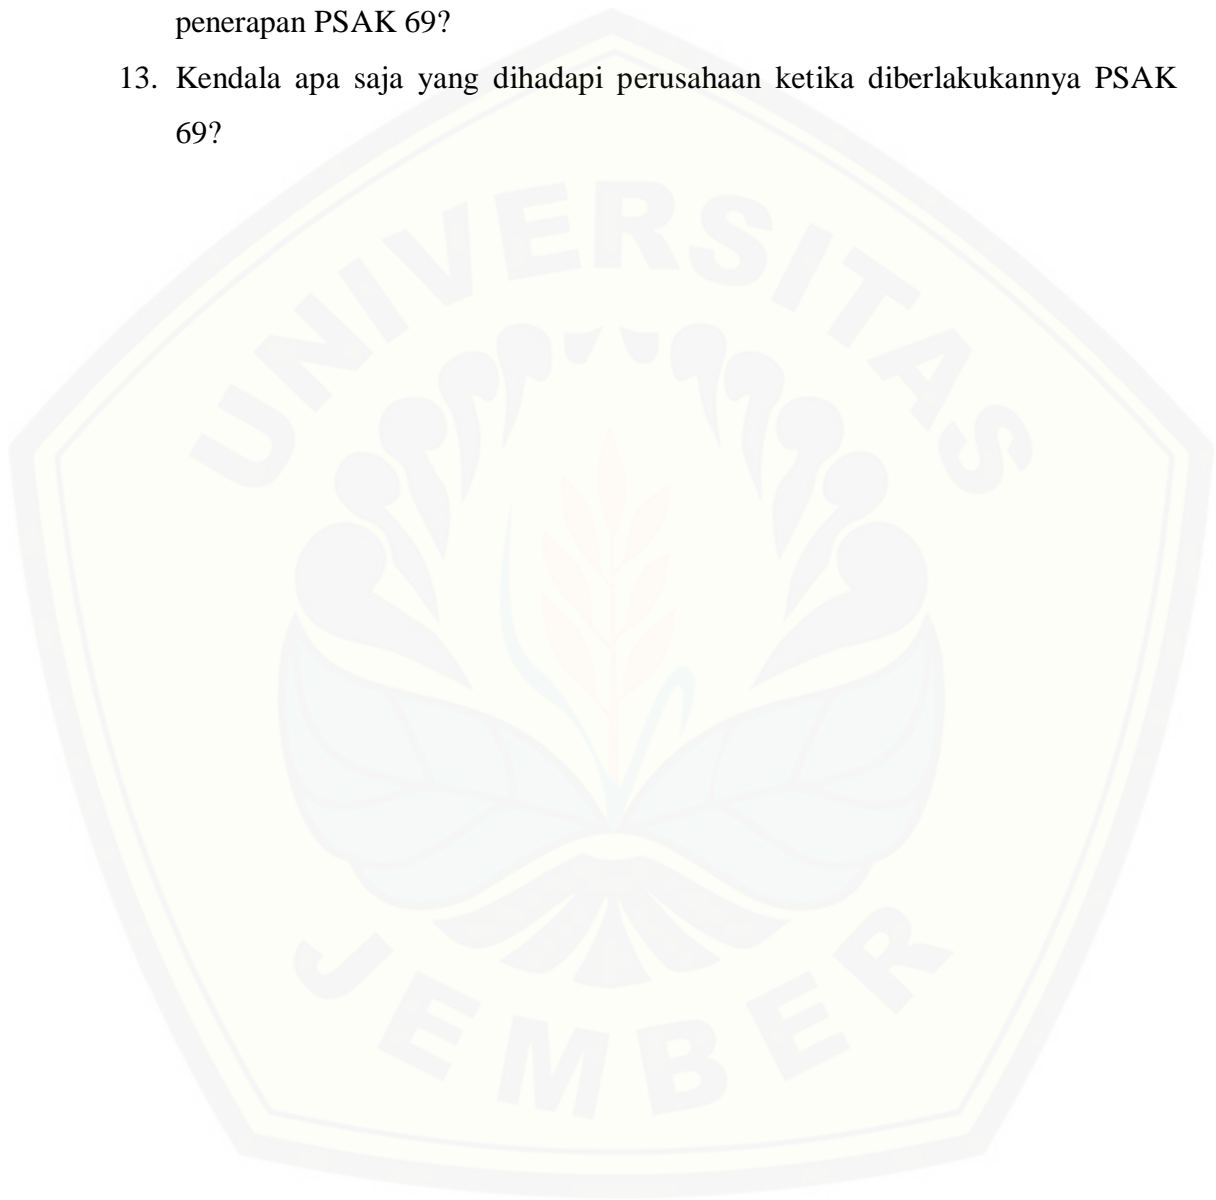 penerapan PSAK 69?
13. Kendala apa saja yang dihadapi perusahaan ketika diberlakukannya PSAK
69?
UNIVERSITAS
JEMBER